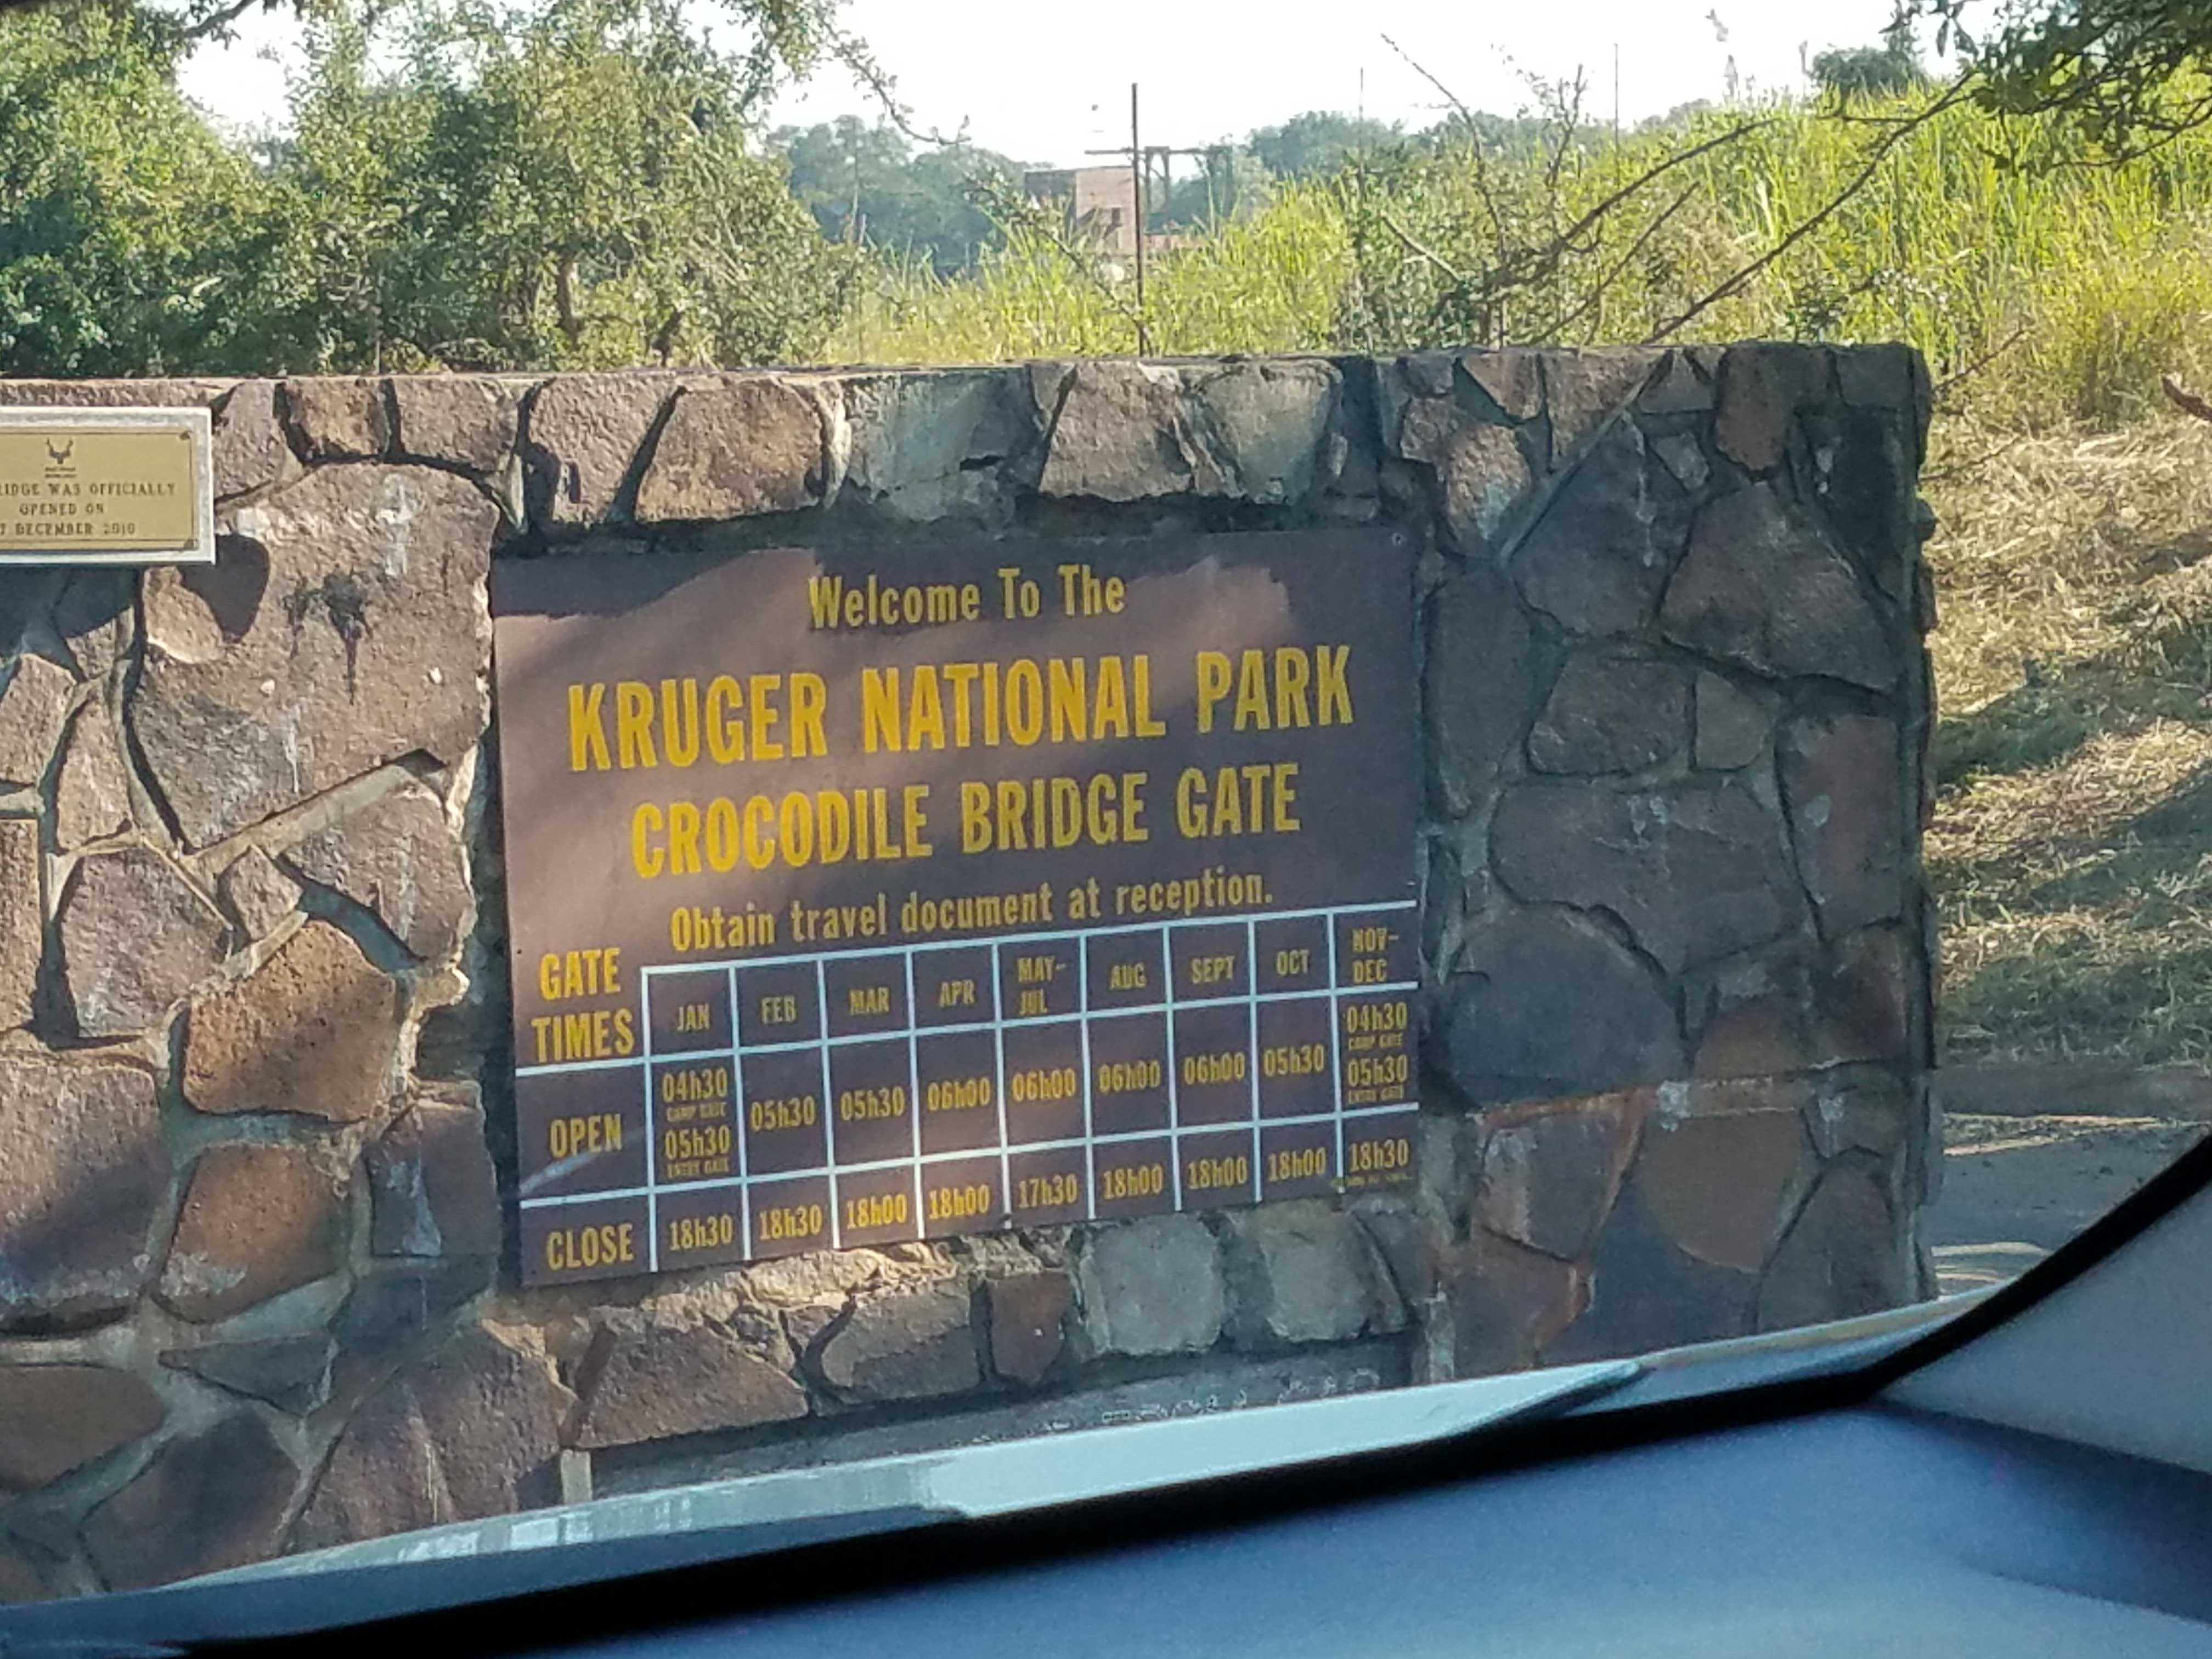 RIDGE WAS OFFICIALLY
OPENED ON
7 DECEMBER 2010
Welcome To The
KRUGER NATIONAL PARK
CROCODILE BRIDGE GATE
Obtain travel document at reception.
GATE TIMES JAN FEB MAR APR MAY-JUL AUG SEPT OCT NOV-DEC
OPEN 04h30 CAMP GATE 05h30 ENTRY GATE 05h30 05h30 06h00 06h00 06h00 06h00 05h30 04h30 CAMP GATE 05h30 ENTRY GATE
CLOSE 18h30 18h30 18h00 18h00 17h30 18h00 18h00 18h00 18h30